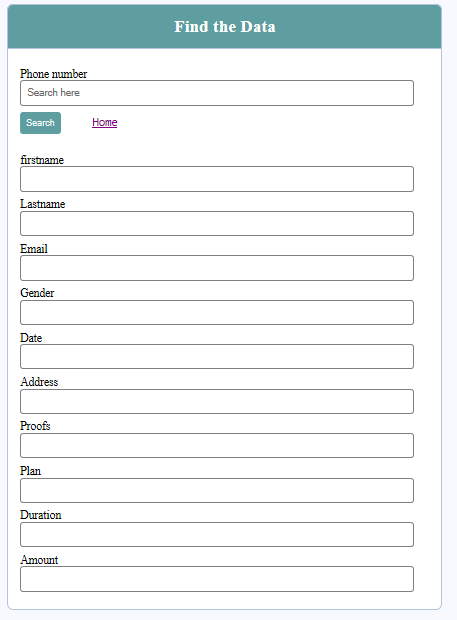 Find the Data
Phone number
Search here
Search Home
firstname
Lastname
Email
Gender
Date
Address
Proofs
Plan
Duration
Amount